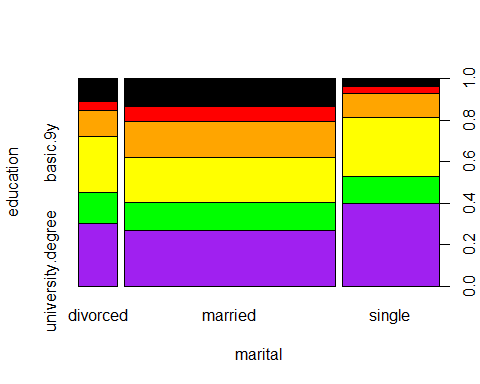 education
basic.9y
university.degree
1.0
0.8
0.6
0.4
0.2
0.0
divorced
married
single
marital